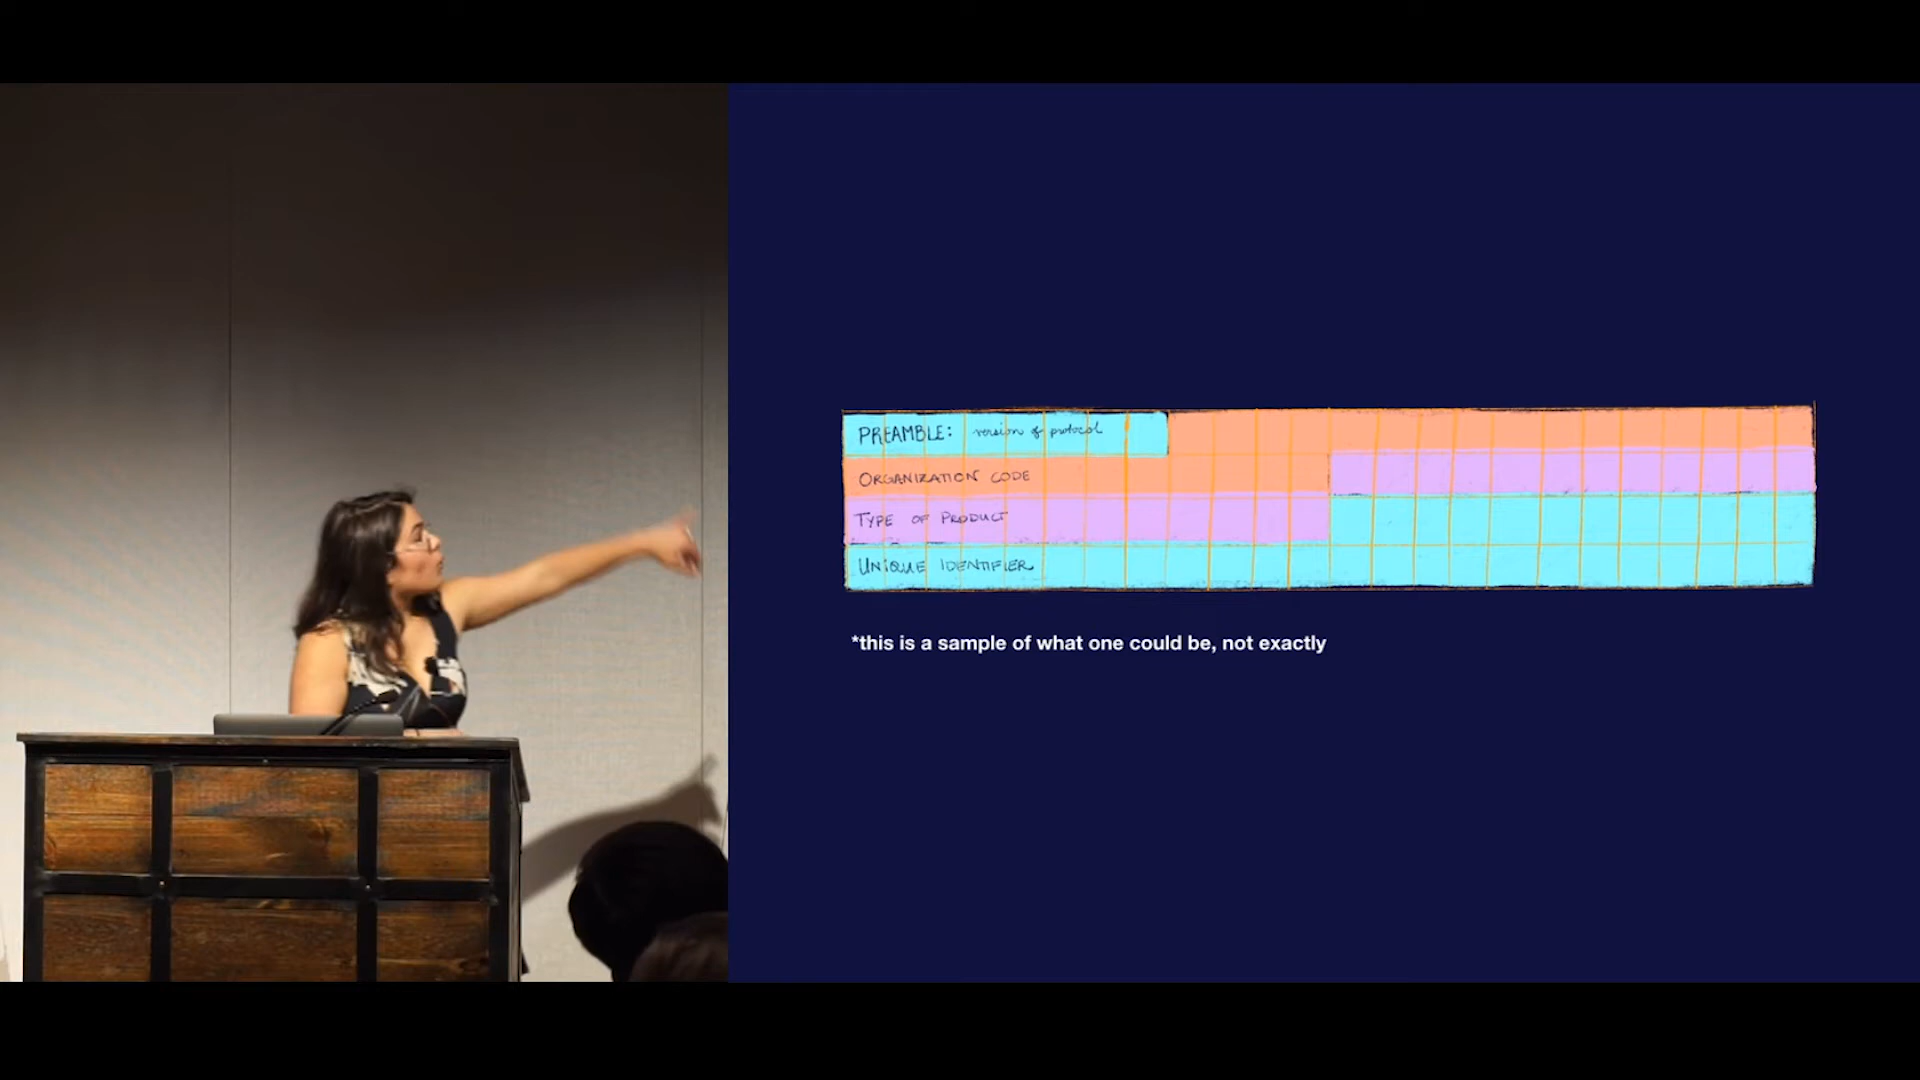 PREAMBLE: version of protocol
ORGANIZATION CODE
TYPE OF PRODUCT
UNIQUE IDENTIFIER
*this is a sample of what one could be, not exactly